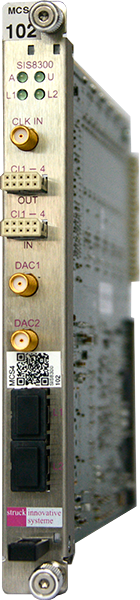 MCS
102
SIS8300
A U
L1 L2
CLK IN
CI1 - 4
OUT
CI1 - 4
IN
DAC1
DAC2
MCS4
SIS8300
102
struck innovative
systeme